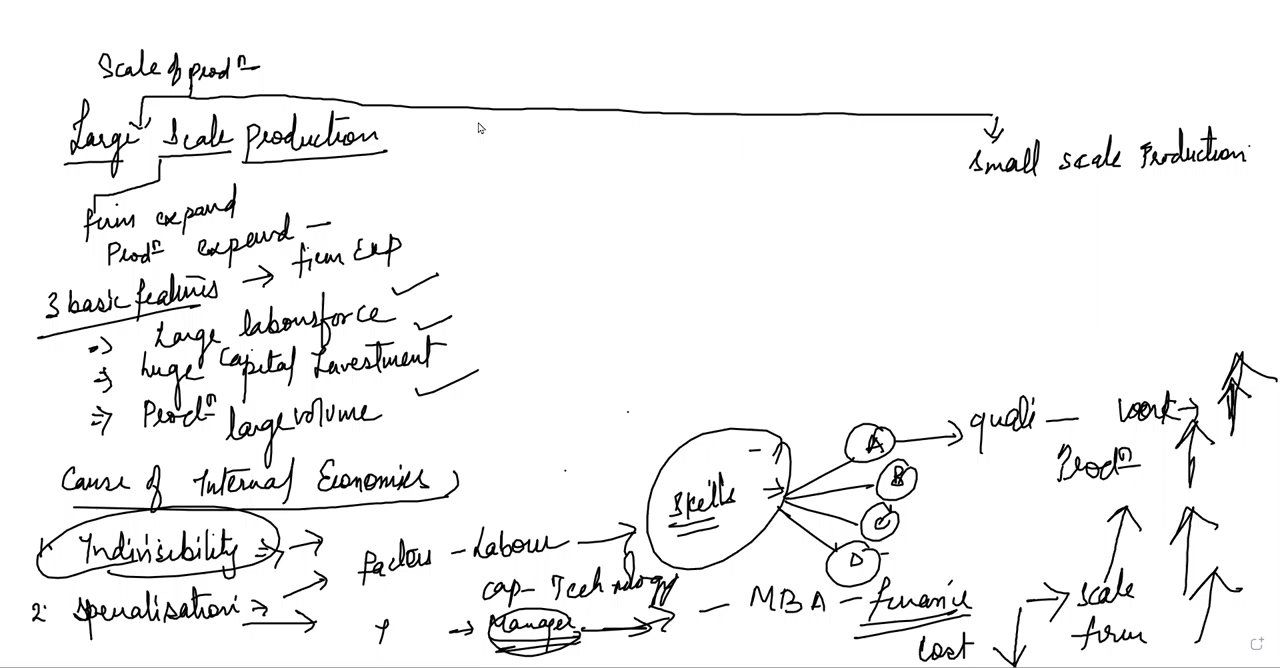 Scale of prodⁿ
Large Scale Production
Small Scale Production
firm expand
Prodⁿ expand –
3 basic features → firm Exp
⇒ Large labourforce ✓
⇒ huge Capital Investment ✓
⇒ Prodⁿ large volume ✓
Cause of Internal Economies
1. Indivisibility ⇒ → factors – Labour →
cap – Technology
Skills
A → quali – work → ↑
B
Prodⁿ ↑
C
D
2. Specialisation ⇒ →
→ Manager → – MBA – finance
Cost ↓ → Scale ↑
firm